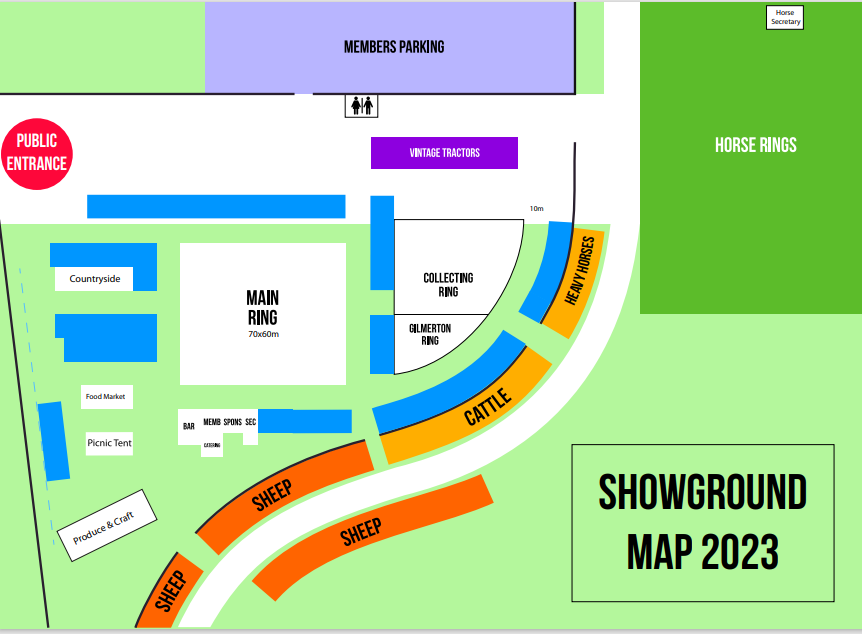 Horse
Secretary
MEMBERS PARKING
PUBLIC
ENTRANCE
VINTAGE TRACTORS
HORSE RINGS
10m
HEAVY HORSES
Countryside
COLLECTING
RING
MAIN
RING
70x60m
GILMERTON
RING
Food Market
CATTLE
BAR
MEMB
SPONS
SEC
CATERING
Picnic Tent
Produce & Craft
SHEEP
SHEEP
SHEEP
SHOWGROUND
MAP 2023